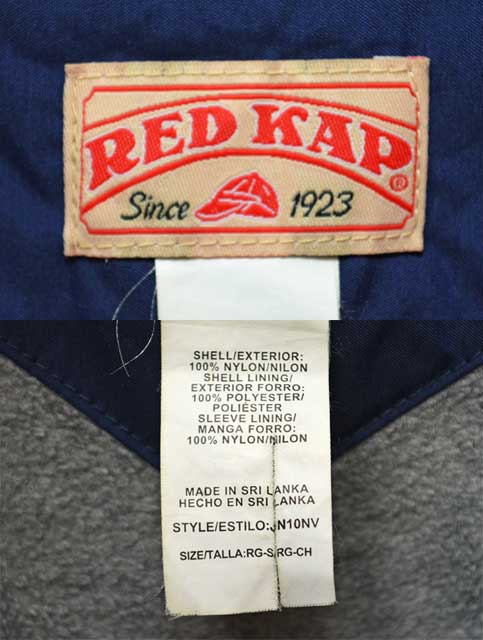 RED KAP®
Since 1923
SHELL/EXTERIOR:
100% NYLON/NILON
SHELL LINING/
EXTERIOR FORRO:
100% POLYESTER/
POLIÉSTER
SLEEVE LINING/
MANGA FORRO:
100% NYLON/NILON
MADE IN SRI LANKA
HECHO EN SRI LANKA
STYLE/ESTILO:JN10NV
SIZE/TALLA:RG-S/RG-CH